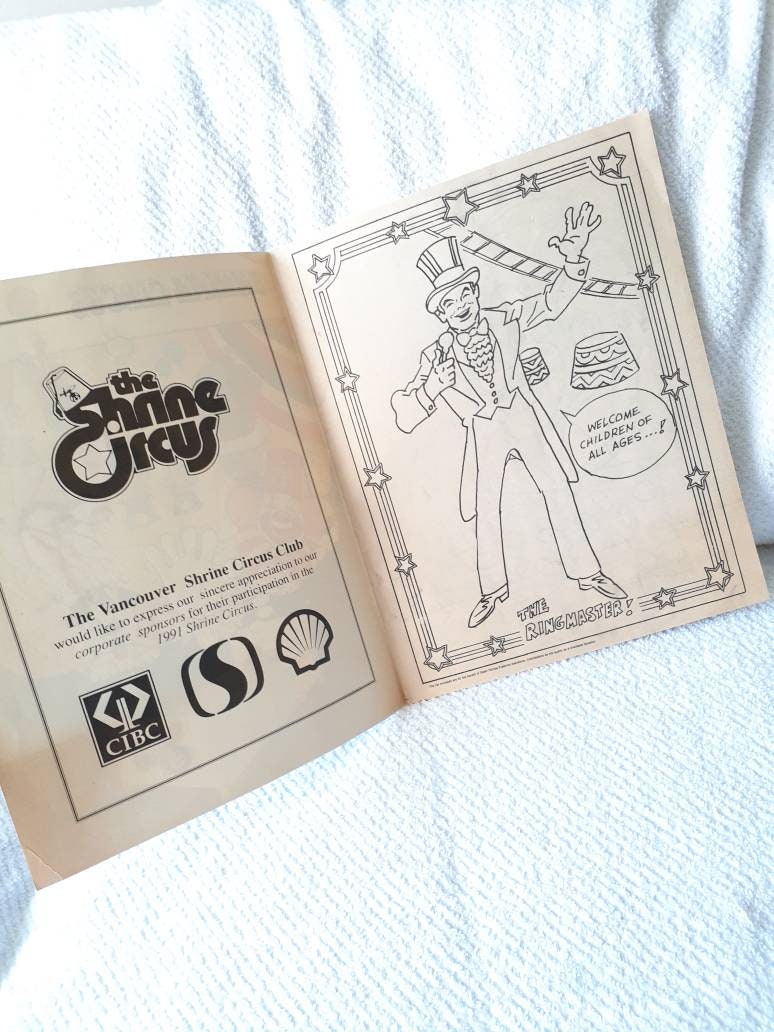 the
Shrine
Circus
The Vancouver Shrine Circus Club
would like to express our sincere appreciation to our
corporate sponsors for their participation in the
1991 Shrine Circus.
CIBC
S
WELCOME
CHILDREN OF
ALL AGES...!
THE
RINGMASTER!